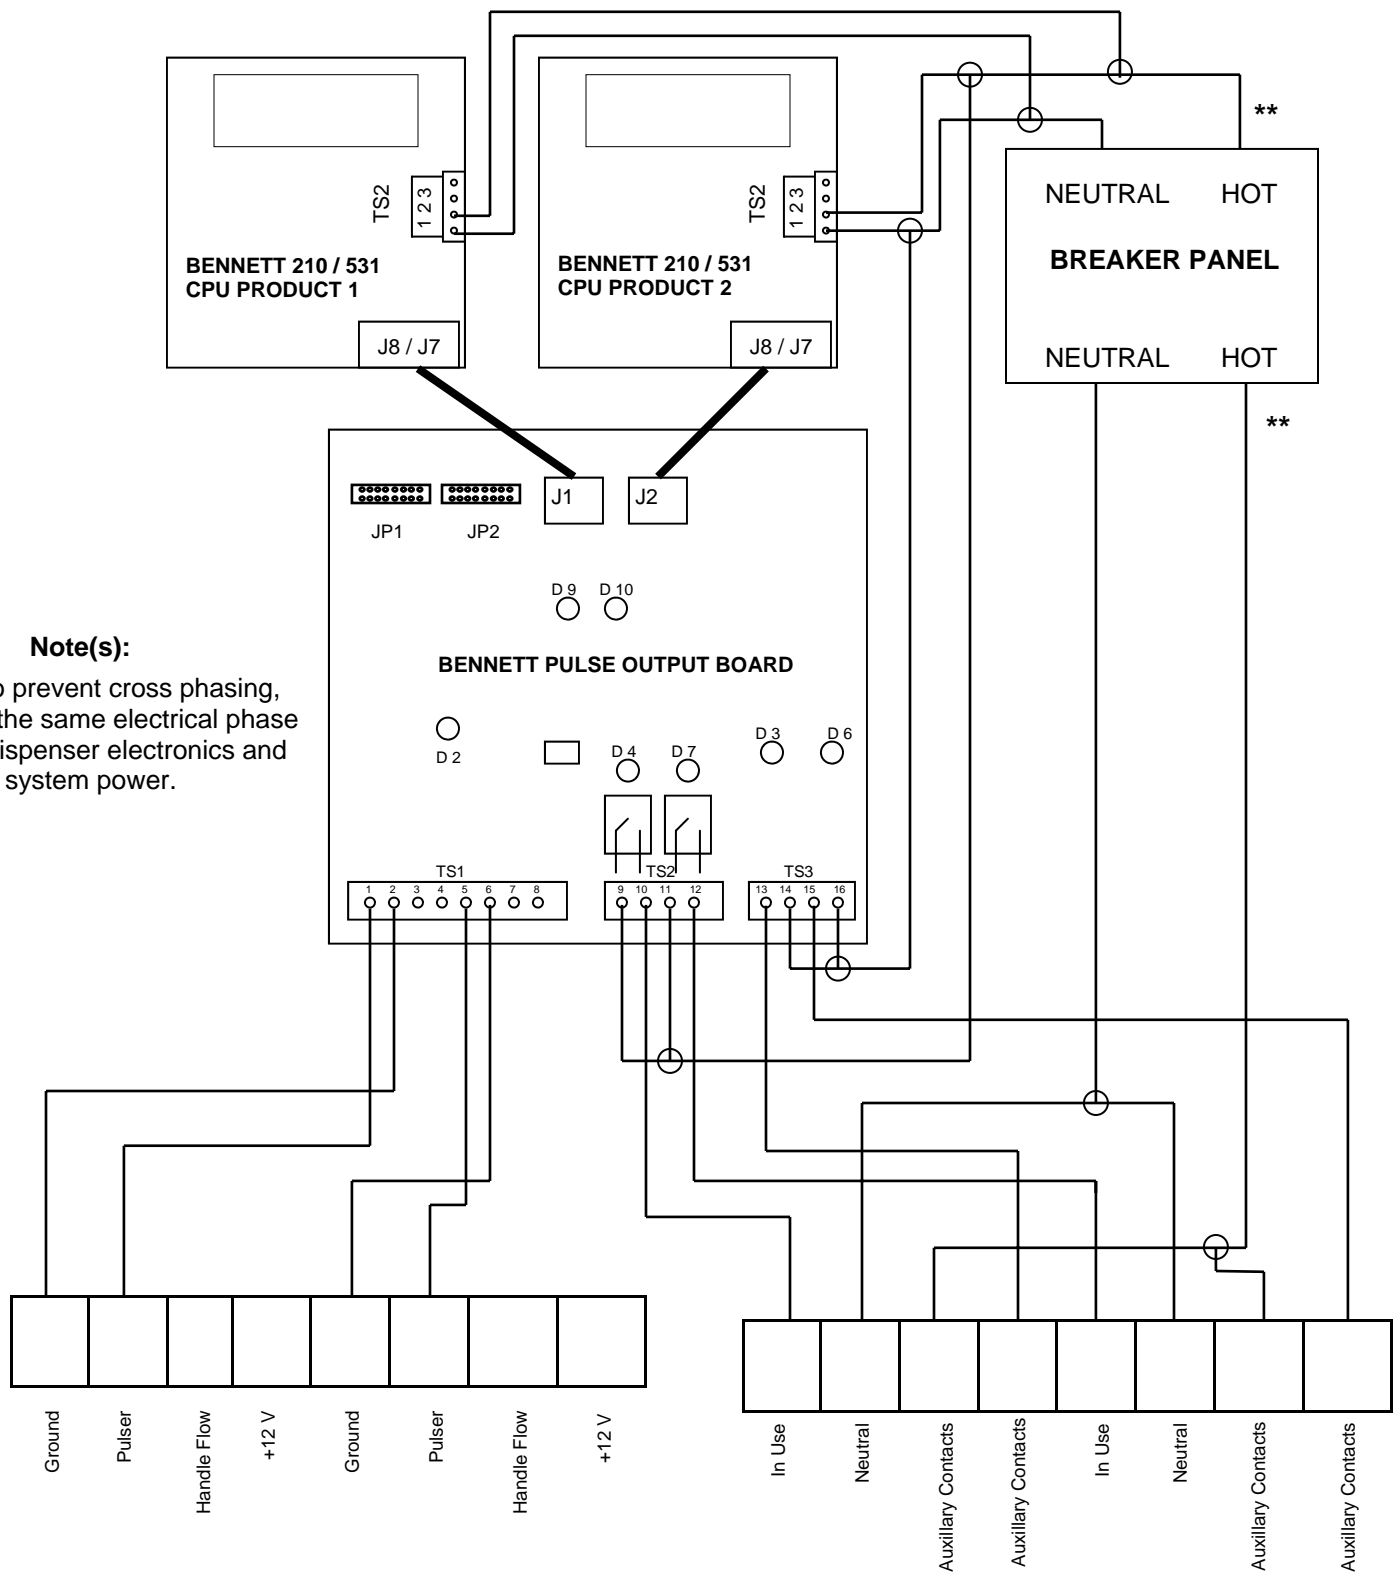 **
NEUTRAL HOT
BREAKER PANEL
NEUTRAL HOT
**
TS2
1 2 3
BENNETT 210 / 531
CPU PRODUCT 1
J8 / J7
TS2
1 2 3
BENNETT 210 / 531
CPU PRODUCT 2
J8 / J7
J1
J2
JP1
JP2
D 9
D 10
BENNETT PULSE OUTPUT BOARD
D 2
D 4
D 7
D 3
D 6
Note(s):
prevent cross phasing,
the same electrical phase
ispenser electronics and
system power.
TS1
1 2 3 4 5 6 7 8
TS2
9 10 11 12
TS3
13 14 15 16
Ground
Pulser
Handle Flow
+12 V
Ground
Pulser
Handle Flow
+12 V
In Use
Neutral
Auxillary Contacts
Auxillary Contacts
In Use
Neutral
Auxillary Contacts
Auxillary Contacts